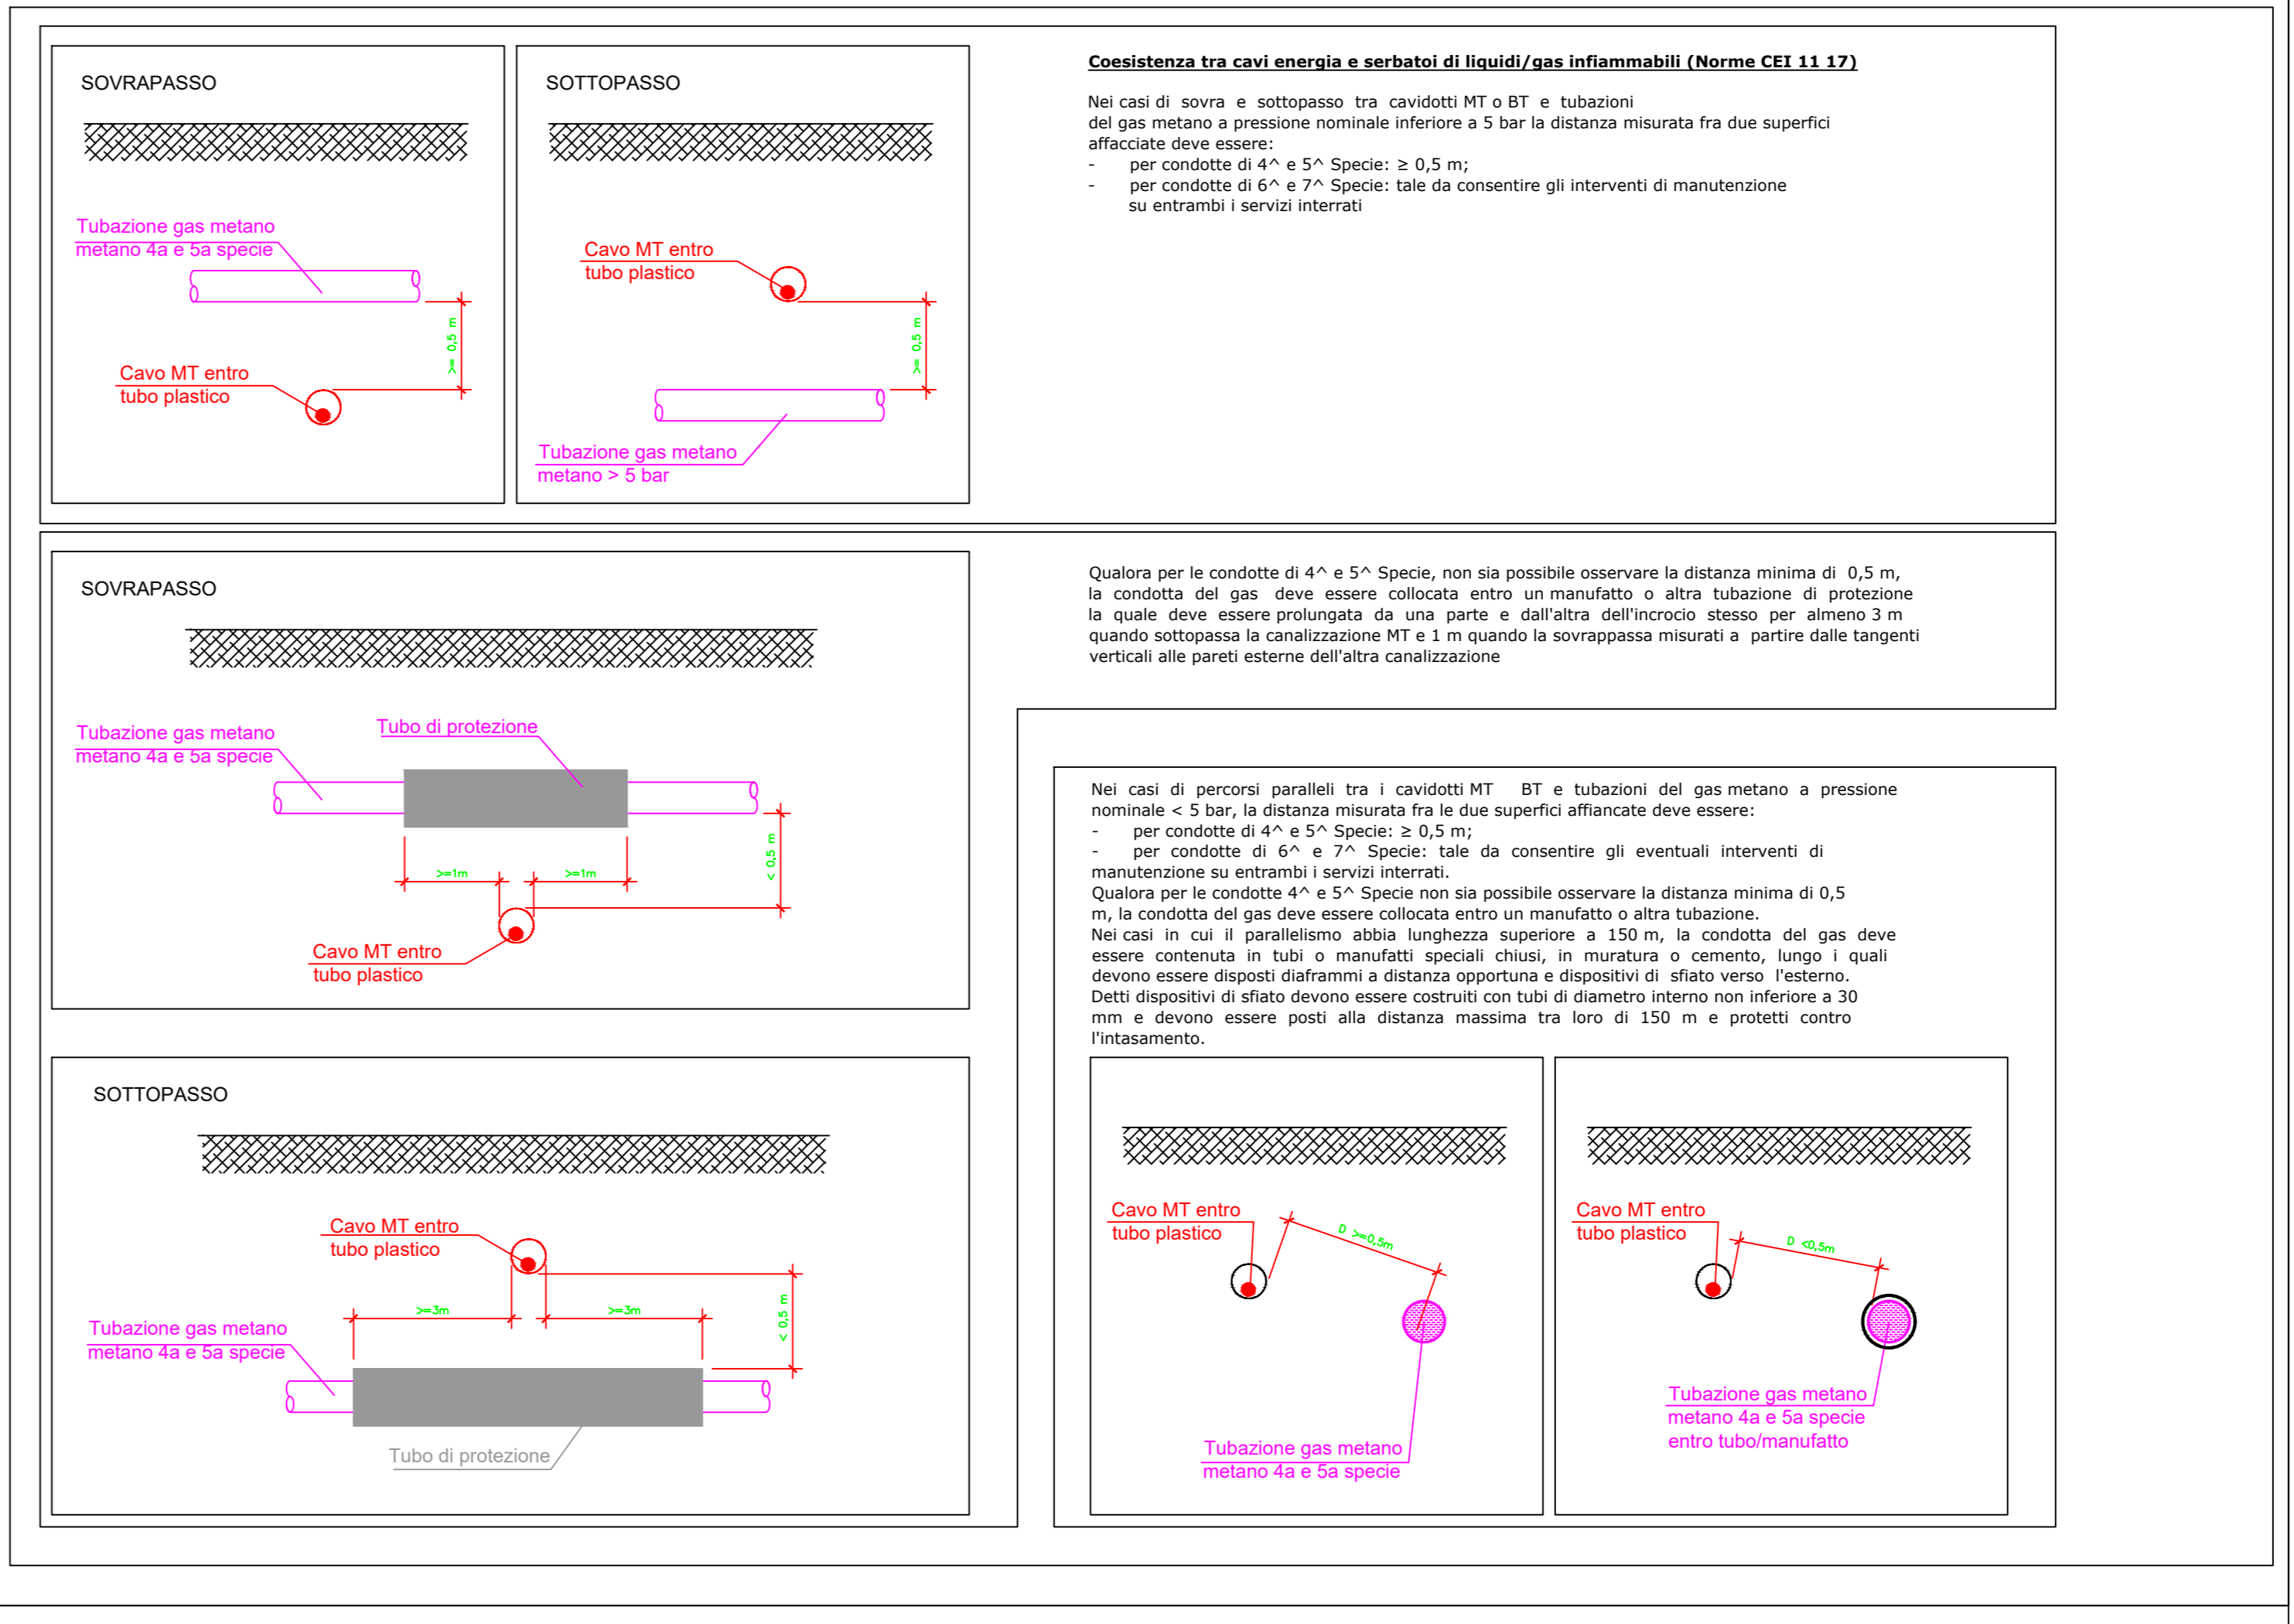 SOVRAPASSO
Tubazione gas metano
metano 4a e 5a specie
>= 0,5 m
Cavo MT entro
tubo plastico
SOTTOPASSO
Cavo MT entro
tubo plastico
>= 0,5 m
Tubazione gas metano
metano > 5 bar
Coesistenza tra cavi energia e serbatoi di liquidi/gas infiammabili (Norme CEI 11 17)
Nei casi di sovra e sottopasso tra cavidotti MT o BT e tubazioni
del gas metano a pressione nominale inferiore a 5 bar la distanza misurata fra due superfici
affacciate deve essere:
- per condotte di 4^ e 5^ Specie: ≥ 0,5 m;
- per condotte di 6^ e 7^ Specie: tale da consentire gli interventi di manutenzione
su entrambi i servizi interrati
SOVRAPASSO
Tubazione gas metano
metano 4a e 5a specie
Tubo di protezione
>=1m
>=1m
< 0,5 m
Cavo MT entro
tubo plastico
Qualora per le condotte di 4^ e 5^ Specie, non sia possibile osservare la distanza minima di 0,5 m,
la condotta del gas deve essere collocata entro un manufatto o altra tubazione di protezione
la quale deve essere prolungata da una parte e dall'altra dell'incrocio stesso per almeno 3 m
quando sottopassa la canalizzazione MT e 1 m quando la sovrappassa misurati a partire dalle tangenti
verticali alle pareti esterne dell'altra canalizzazione
SOTTOPASSO
Cavo MT entro
tubo plastico
>=3m
>=3m
< 0,5 m
Tubazione gas metano
metano 4a e 5a specie
Tubo di protezione
Nei casi di percorsi paralleli tra i cavidotti MT BT e tubazioni del gas metano a pressione
nominale < 5 bar, la distanza misurata fra le due superfici affiancate deve essere:
- per condotte di 4^ e 5^ Specie: ≥ 0,5 m;
- per condotte di 6^ e 7^ Specie: tale da consentire gli eventuali interventi di
manutenzione su entrambi i servizi interrati.
Qualora per le condotte 4^ e 5^ Specie non sia possibile osservare la distanza minima di 0,5
m, la condotta del gas deve essere collocata entro un manufatto o altra tubazione.
Nei casi in cui il parallelismo abbia lunghezza superiore a 150 m, la condotta del gas deve
essere contenuta in tubi o manufatti speciali chiusi, in muratura o cemento, lungo i quali
devono essere disposti diaframmi a distanza opportuna e dispositivi di sfiato verso l'esterno.
Detti dispositivi di sfiato devono essere costruiti con tubi di diametro interno non inferiore a 30
mm e devono essere posti alla distanza massima tra loro di 150 m e protetti contro
l'intasamento.
Cavo MT entro
tubo plastico
D >=0,5m
Tubazione gas metano
metano 4a e 5a specie
Cavo MT entro
tubo plastico
D <0,5m
Tubazione gas metano
metano 4a e 5a specie
entro tubo/manufatto